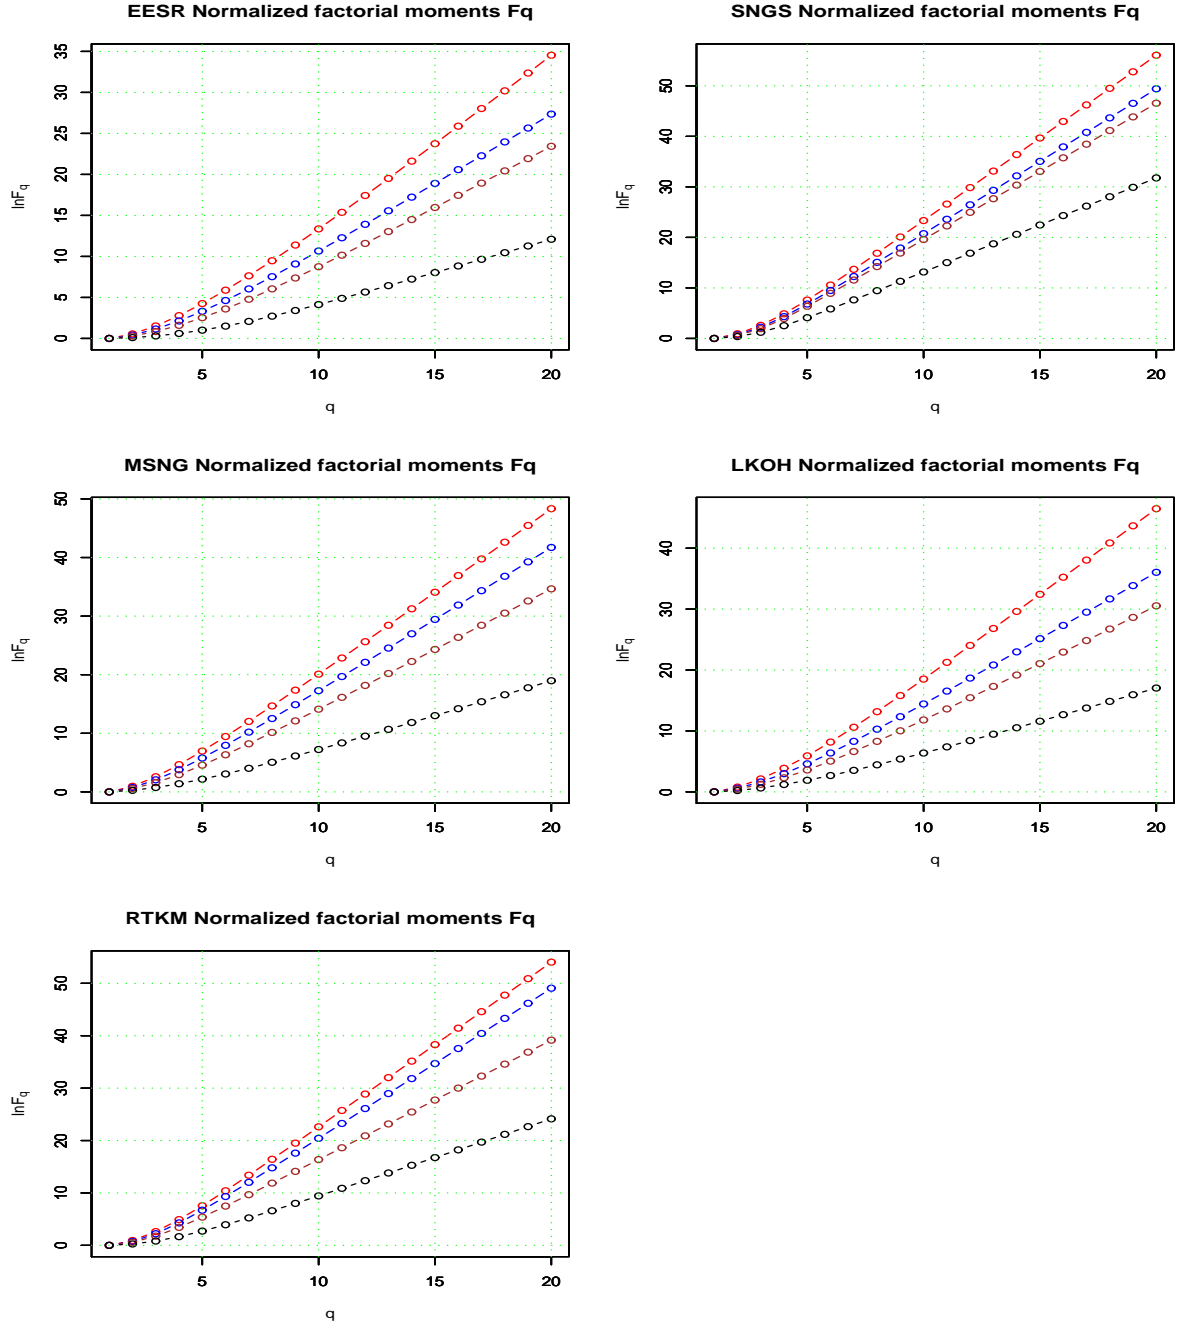 EESR Normalized factorial moments Fq
lnFq
35
30
25
20
15
10
5
0
5 10 15 20
q
SNGS Normalized factorial moments Fq
lnFq
50
40
30
20
10
0
5 10 15 20
q
MSNG Normalized factorial moments Fq
lnFq
50
40
30
20
10
0
5 10 15 20
q
LKOH Normalized factorial moments Fq
lnFq
40
30
20
10
0
5 10 15 20
q
RTKM Normalized factorial moments Fq
lnFq
50
40
30
20
10
0
5 10 15 20
q